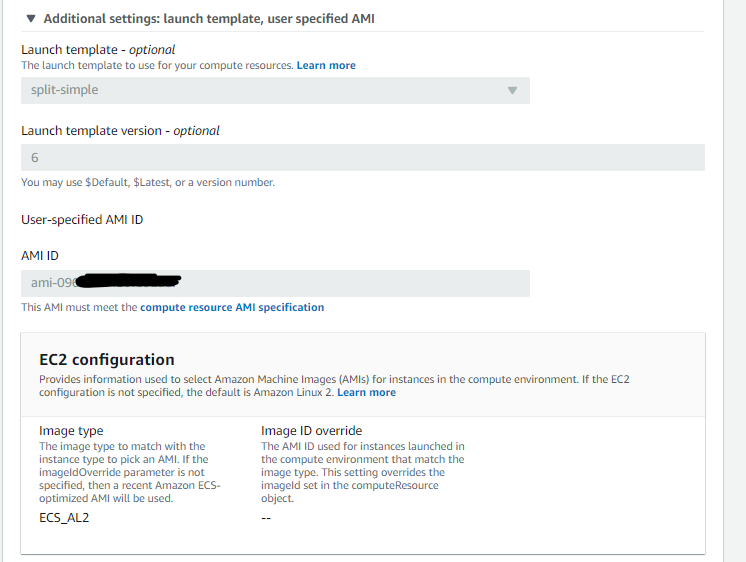 Additional settings: launch template, user specified AMI
Launch template - optional
The launch template to use for your compute resources. Learn more
split-simple
Launch template version - optional
6
You may use $Default, $Latest, or a version number.
User-specified AMI ID
AMI ID
ami-096
This AMI must meet the compute resource AMI specification
EC2 configuration
Provides information used to select Amazon Machine Images (AMIs) for instances in the compute environment. If the EC2
configuration is not specified, the default is Amazon Linux 2. Learn more
Image type
The image type to match with the
instance type to pick an AMI. If the
imageIdOverride parameter is not
specified, then a recent Amazon ECS-
optimized AMI will be used.
ECS_AL2
Image ID override
The AMI ID used for instances launched in
the compute environment that match the
image type. This setting overrides the
imageId set in the computeResource
object.
--